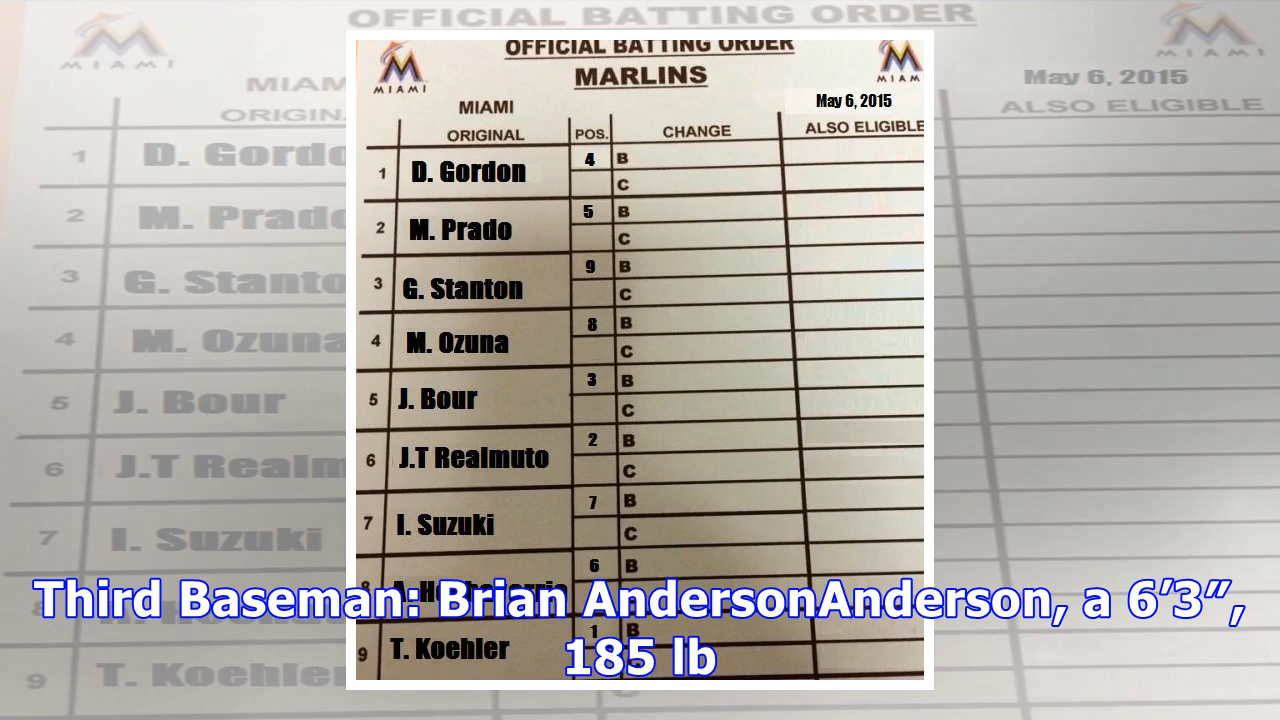 OFFICIAL BATTING ORDER
MARLINS
MIAMI
MIAM
May 6, 2015
MIAMI
ORIGINAL POS. CHANGE ALSO ELIGIBLE
1 D. Gordon 4 B
C
2 M. Prado 5 B
C
3 G. Stanton 9 B
C
4 M. Ozuna 8 B
C
5 J. Bour 3 B
C
6 J.T Realmuto 2 B
C
7 I. Suzuki 7 B
C
8 6 B
9 T. Koehler 1 B
Third Baseman: Brian AndersonAnderson, a 6’3”,
185 lb